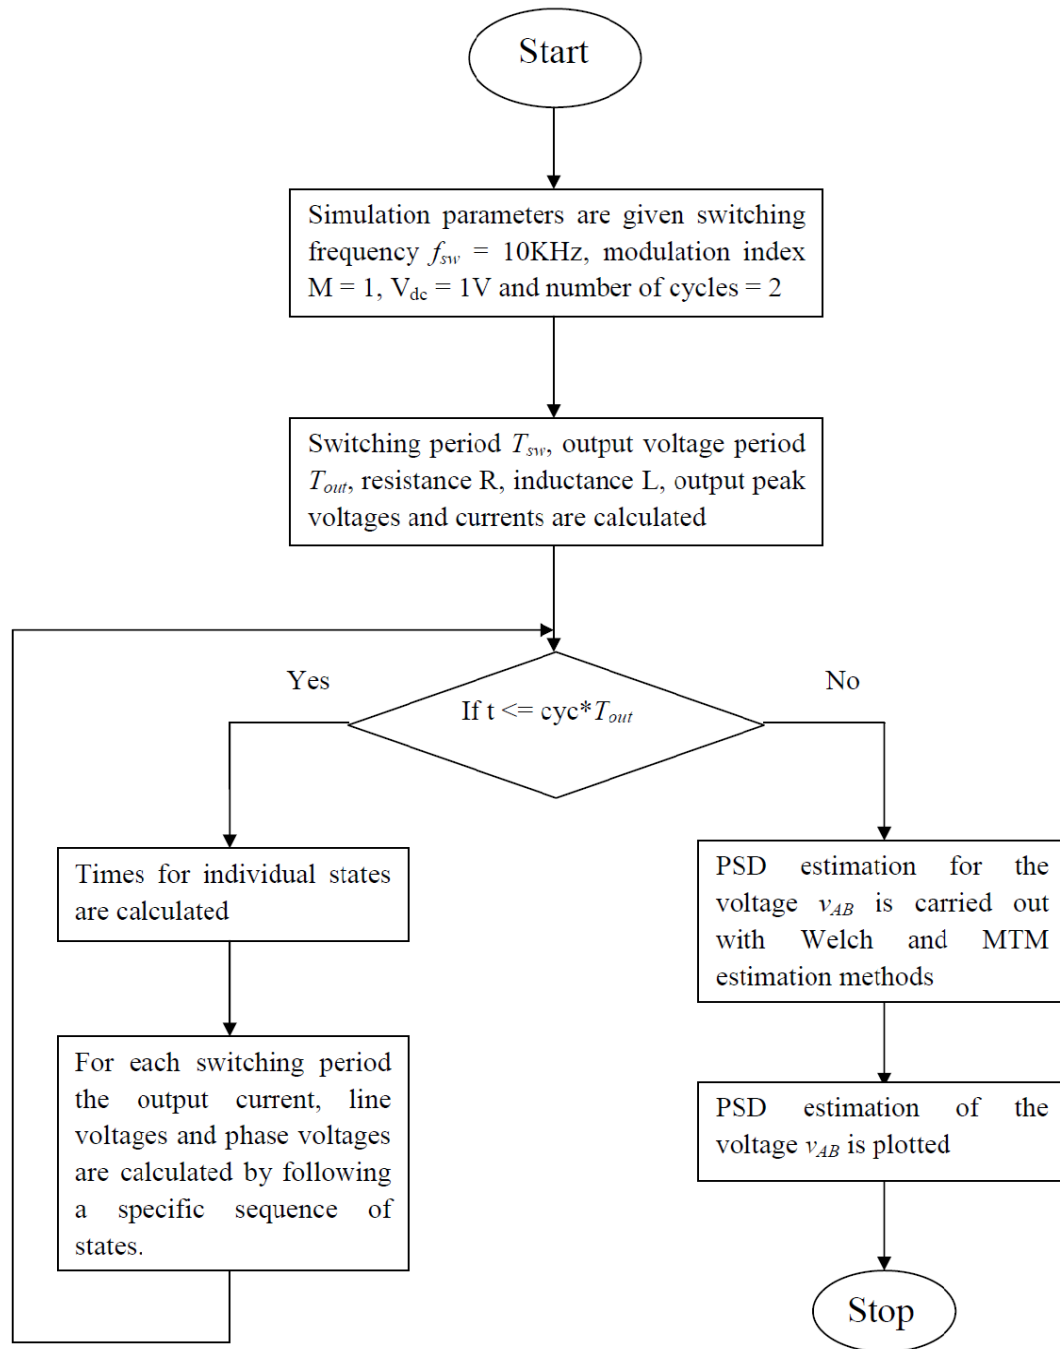 Start
Simulation parameters are given switching
frequency fsw = 10KHz, modulation index
M = 1, Vdc = 1V and number of cycles = 2
Switching period Tsw, output voltage period
Tout, resistance R, inductance L, output peak
voltages and currents are calculated
Yes
No
If t <= cyc*Tout
Times for individual states
are calculated
For each switching period
the output current, line
voltages and phase voltages
are calculated by following
a specific sequence of
states.
PSD estimation for the
voltage vAB is carried out
with Welch and MTM
estimation methods
PSD estimation of the
voltage vAB is plotted
Stop